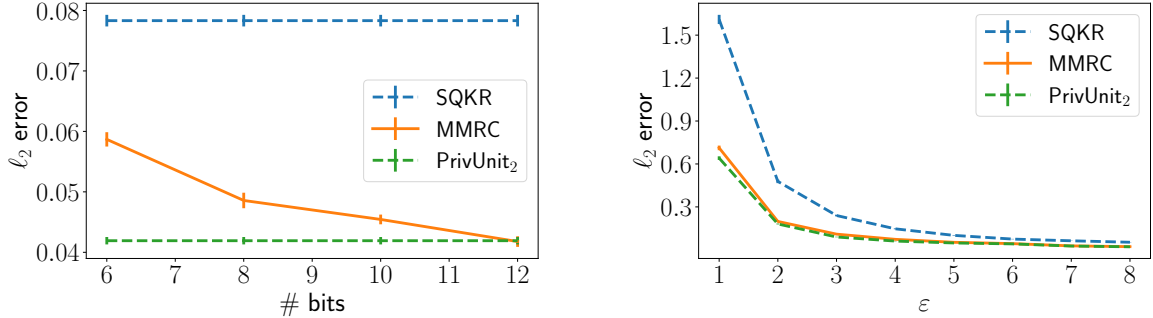 0.08
0.07
0.06
0.05
0.04
ℓ₂ error
6 7 8 9 10 11 12
# bits
SQKR
MMRC
PrivUnit₂
1.5
1.2
0.9
0.6
0.3
ℓ₂ error
1 2 3 4 5 6 7 8
ε
SQKR
MMRC
PrivUnit₂